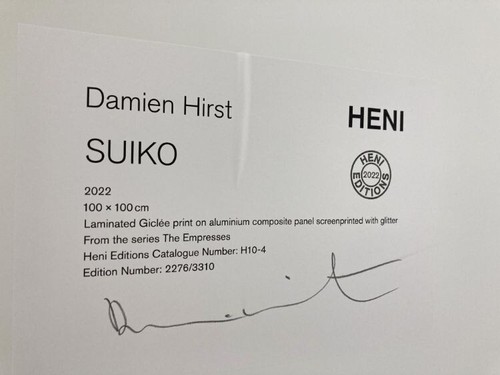 Damien Hirst
HENI
SUIKO
HENI EDITIONS 2022
2022
100 × 100 cm
Laminated Giclée print on aluminium composite panel screenprinted with glitter
From the series The Empresses
Heni Editions Catalogue Number: H10-4
Edition Number: 2276/3310